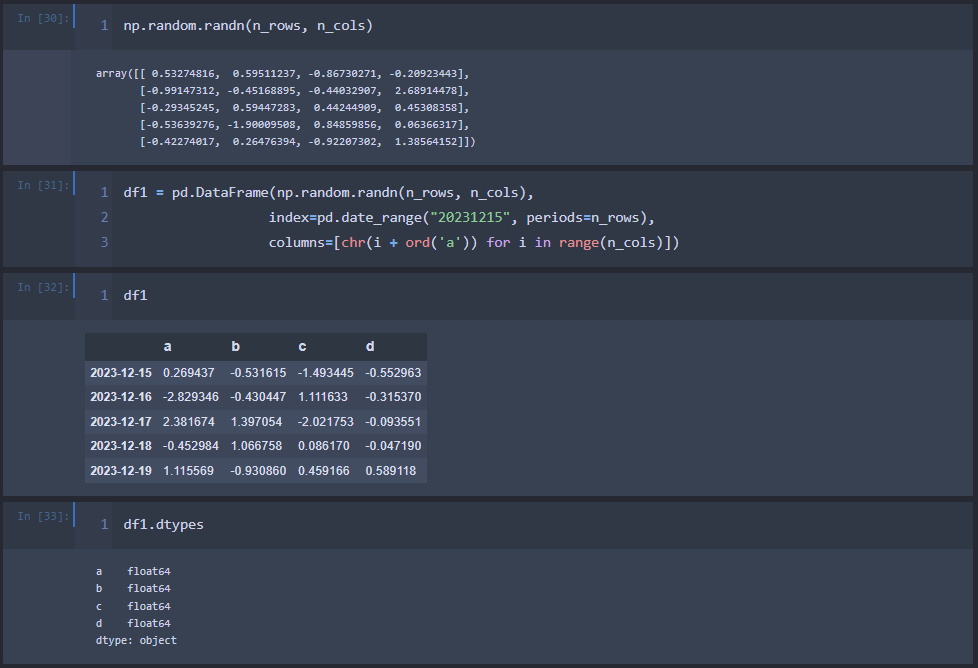 In [30]:
1 np.random.randn(n_rows, n_cols)
array([[ 0.53274816,  0.59511237, -0.86730271, -0.20923443],
       [-0.99147312, -0.45168895, -0.44032907,  2.68914478],
       [-0.29345245,  0.59447283,  0.44244909,  0.45308358],
       [-0.53639276, -1.90009508,  0.84859856,  0.06366317],
       [-0.42274017,  0.26476394, -0.92207302,  1.38564152]])
In [31]:
1 df1 = pd.DataFrame(np.random.randn(n_rows, n_cols),
2                   index=pd.date_range("20231215", periods=n_rows),
3                   columns=[chr(i + ord('a')) for i in range(n_cols)])
In [32]:
1 df1
a b c d
2023-12-15 0.269437 -0.531615 -1.493445 -0.552963
2023-12-16 -2.829346 -0.430447 1.111633 -0.315370
2023-12-17 2.381674 1.397054 -2.021753 -0.093551
2023-12-18 -0.452984 1.066758 0.086170 -0.047190
2023-12-19 1.115569 -0.930860 0.459166 0.589118
In [33]:
1 df1.dtypes
a    float64
b    float64
c    float64
d    float64
dtype: object